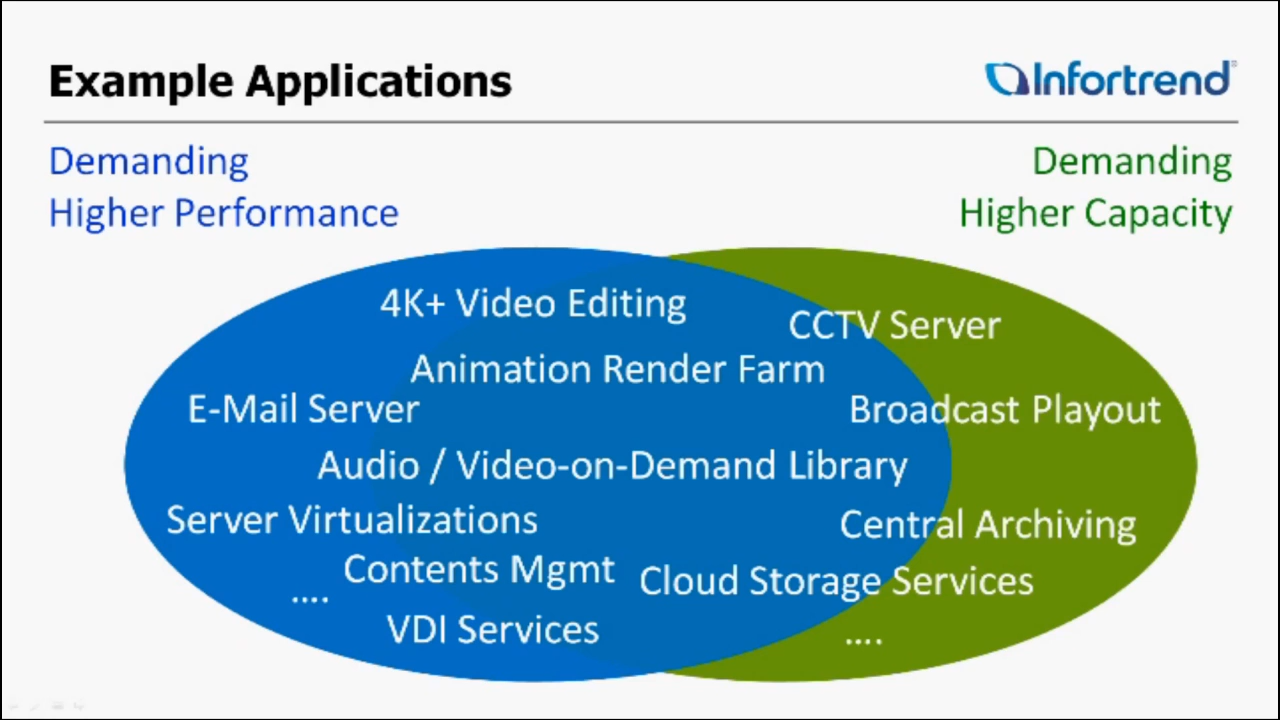 Example Applications
Infortrend
Demanding
Higher Performance
Demanding
Higher Capacity
4K+ Video Editing
CCTV Server
Animation Render Farm
E-Mail Server
Broadcast Playout
Audio / Video-on-Demand Library
Server Virtualizations
Central Archiving
Contents Mgmt
Cloud Storage Services
....
VDI Services
....